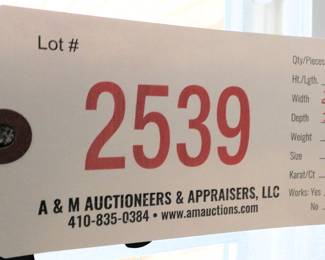 Lot #
2539
A & M AUCTIONEERS & APPRAISERS, LLC
410-835-0384 • www.amauctions.com
Qty/Pieces
Ht./Lgth.
Width
Depth
Weight
Size
Karat/Ct
Works: Yes
No